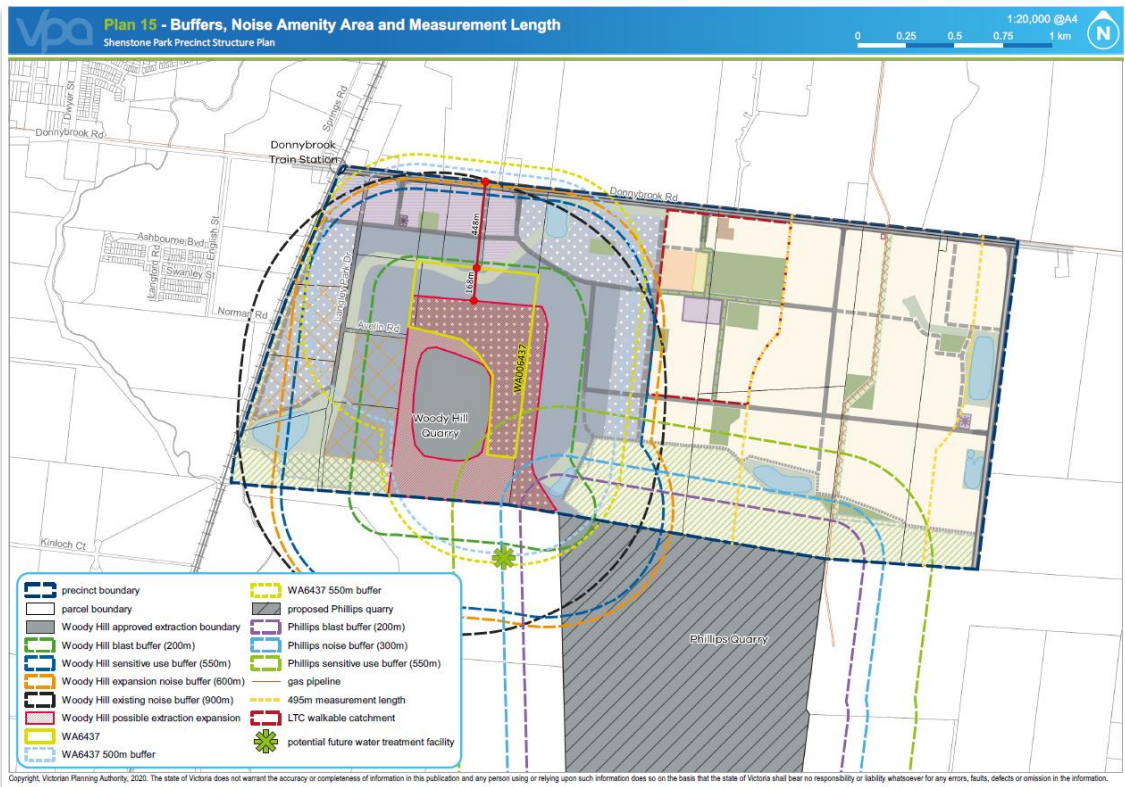 vpa
Plan 15 - Buffers, Noise Amenity Area and Measurement Length
Shenstone Park Precinct Structure Plan
1:20,000 @A4
0 0.25 0.5 0.75 1 km
N
Dwyer St
Springs Rd
Donnybrook Rd
Donnybrook
Train Station
Donnybrook Rd
448m
English St
Ashbourne Bvd
Langford Rd
Swanley St
Langley Park Dr
168m
Norman Rd
Avelin Rd
WA006437
Woody Hill
Quarry
Kinloch Ct
Phillips Quarry
precinct boundary
parcel boundary
Woody Hill approved extraction boundary
Woody Hill blast buffer (200m)
Woody Hill sensitive use buffer (550m)
Woody Hill expansion noise buffer (600m)
Woody Hill existing noise buffer (900m)
Woody Hill possible extraction expansion
WA6437
WA6437 500m buffer
WA6437 550m buffer
proposed Phillips quarry
Phillips blast buffer (200m)
Phillips noise buffer (300m)
Phillips sensitive use buffer (550m)
gas pipeline
495m measurement length
LTC walkable catchment
potential future water treatment facility
Copyright, Victorian Planning Authority, 2020. The state of Victoria does not warrant the accuracy or completeness of information in this publication and any person using or relying upon such information does so on the basis that the state of Victoria shall bear no responsibility or liability whatsoever for any errors, faults, defects or omission in the information.